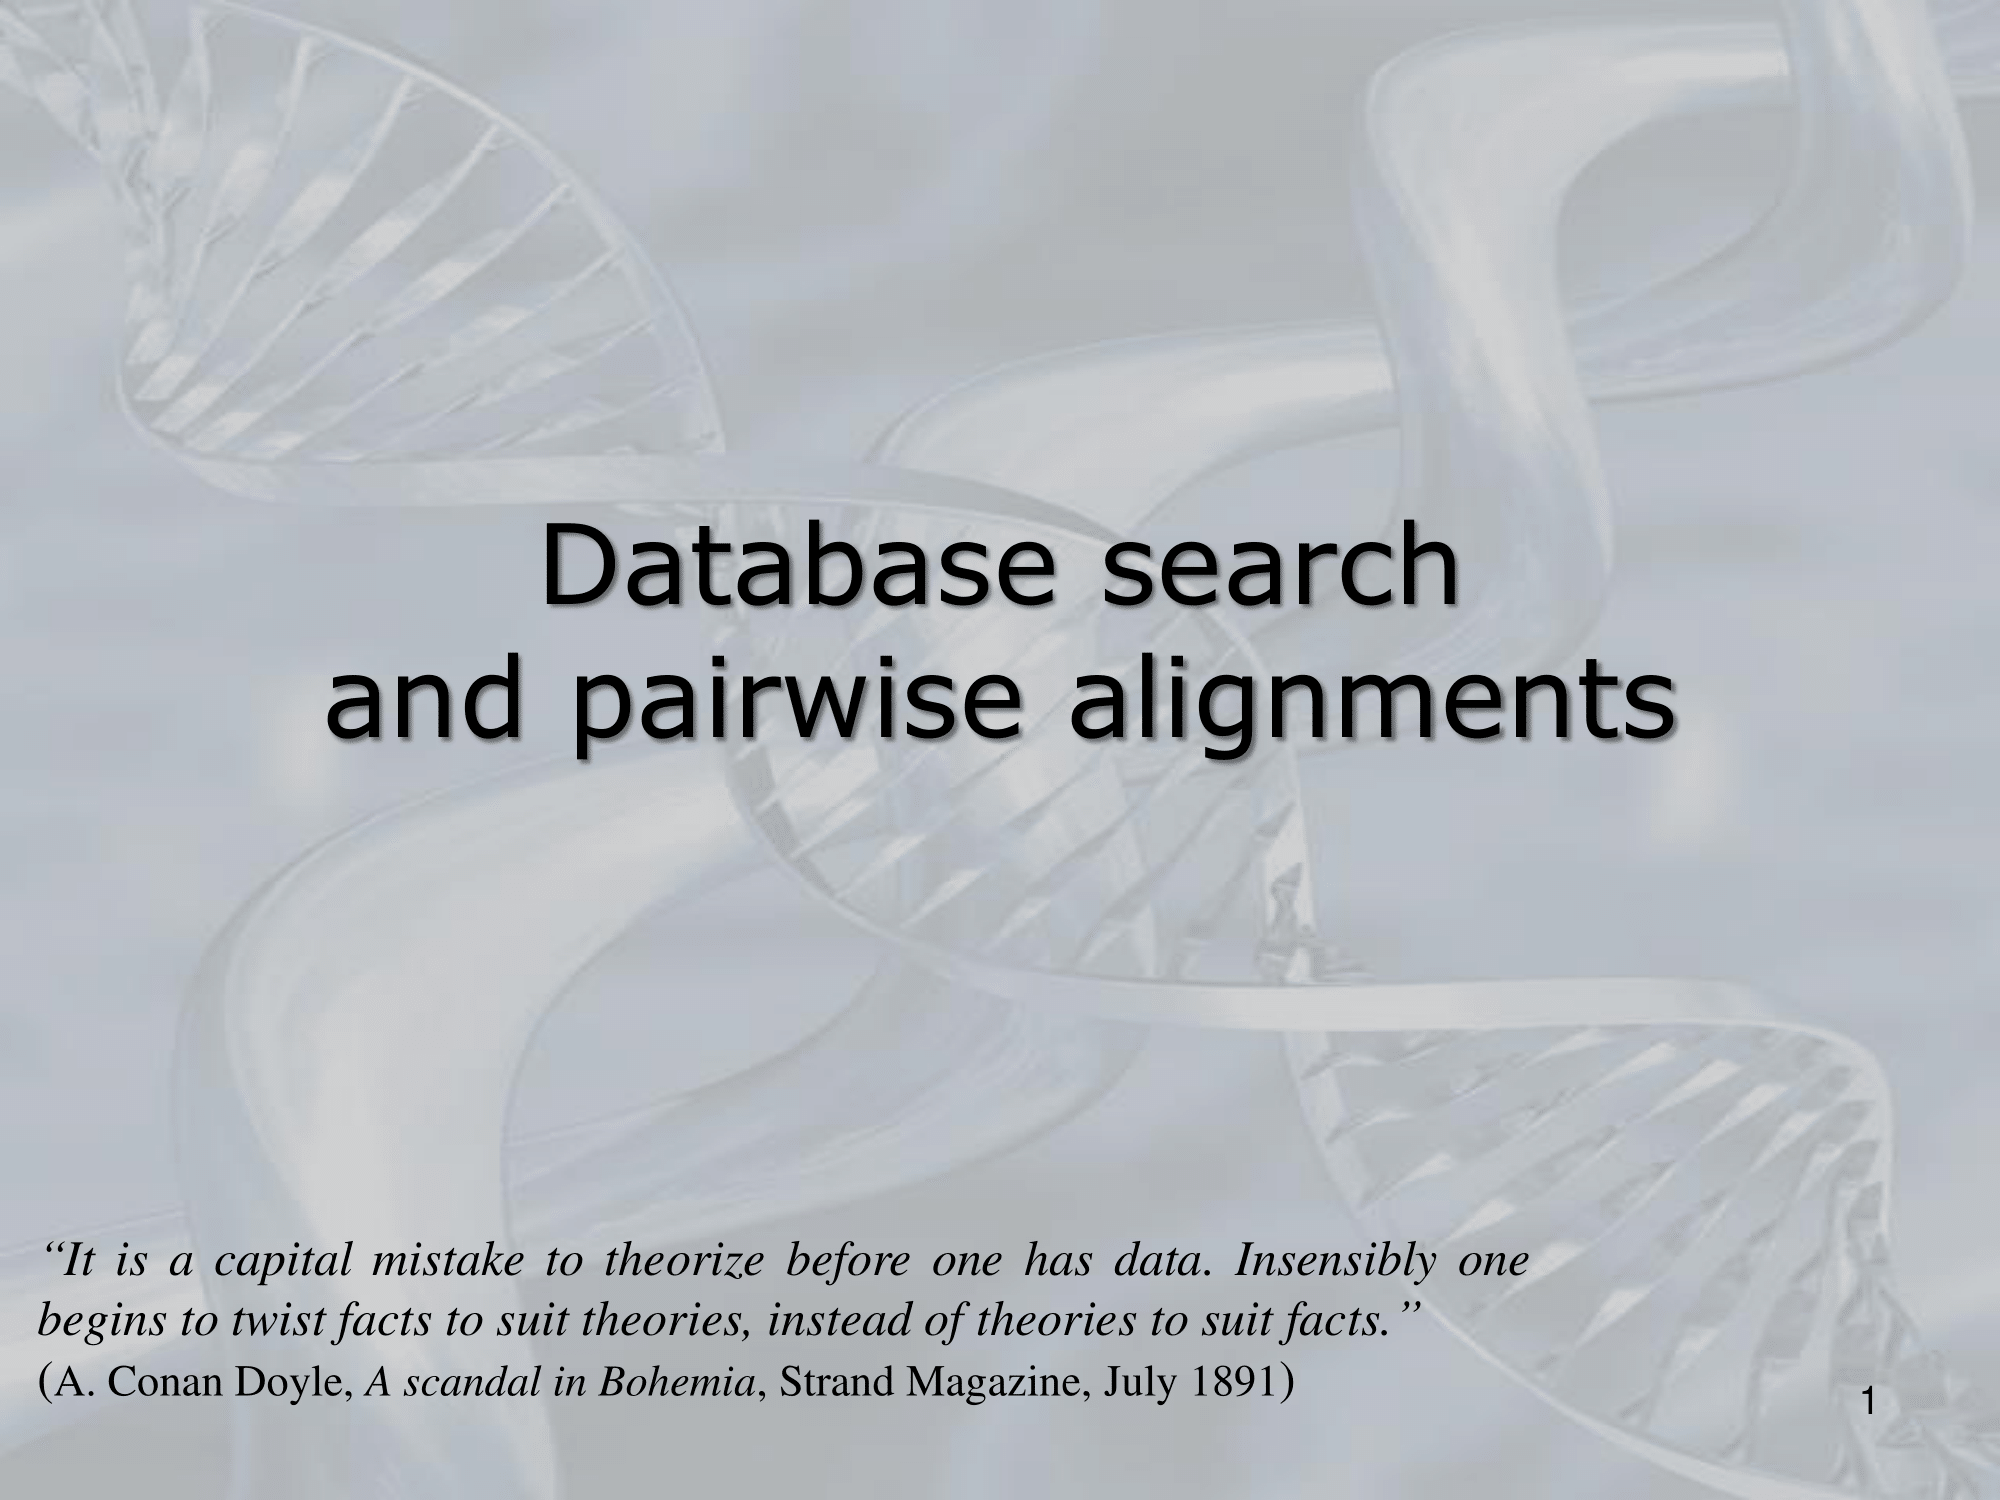 Database search
and pairwise alignments
“It is a capital mistake to theorize before one has data. Insensibly one
begins to twist facts to suit theories, instead of theories to suit facts.”
(A. Conan Doyle, A scandal in Bohemia, Strand Magazine, July 1891)
1